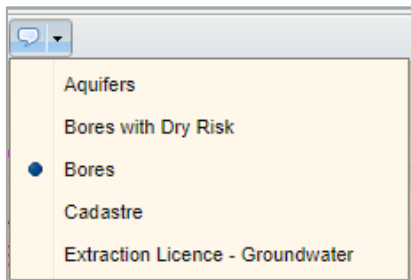 Aquifers
Bores with Dry Risk
Bores
Cadastre
Extraction Licence - Groundwater